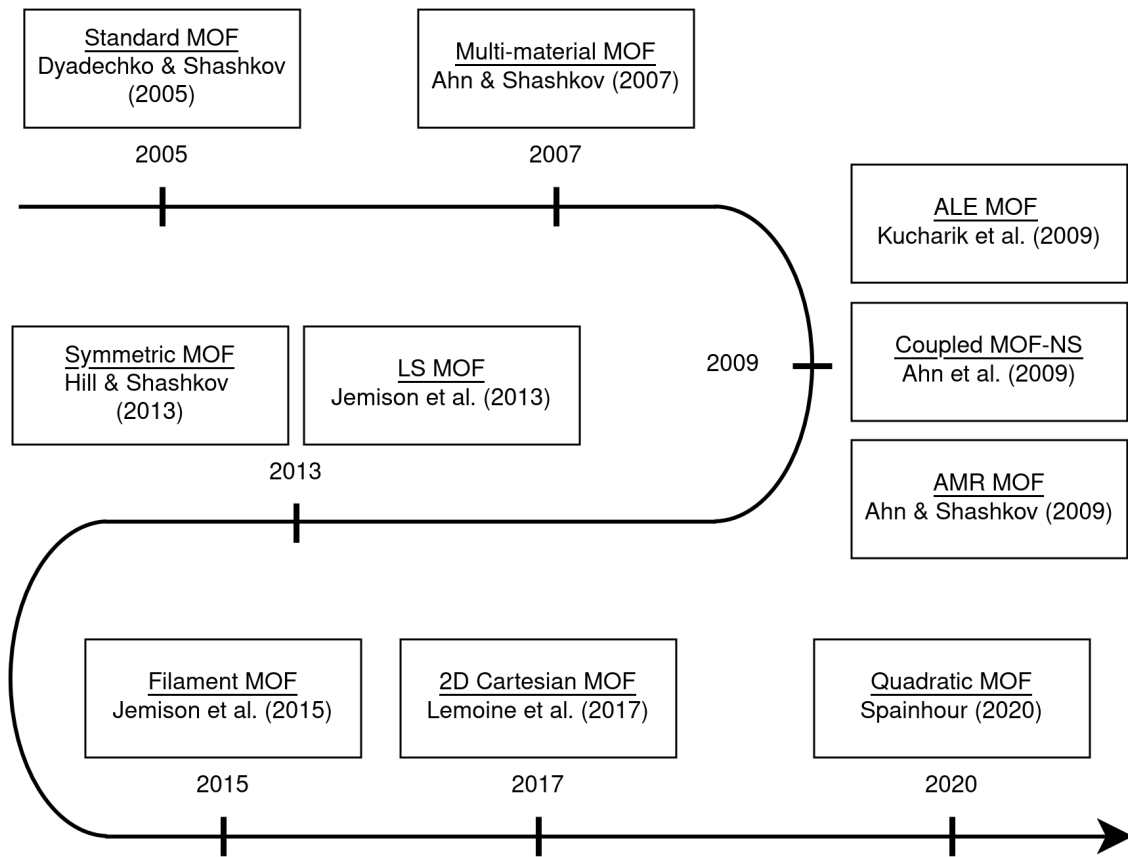 Standard MOF
Dyadechko & Shashkov
(2005)
2005
Multi-material MOF
Ahn & Shashkov (2007)
2007
ALE MOF
Kucharik et al. (2009)
Coupled MOF-NS
Ahn et al. (2009)
AMR MOF
Ahn & Shashkov (2009)
2009
Symmetric MOF
Hill & Shashkov
(2013)
LS MOF
Jemison et al. (2013)
2013
Filament MOF
Jemison et al. (2015)
2015
2D Cartesian MOF
Lemoine et al. (2017)
2017
Quadratic MOF
Spainhour (2020)
2020